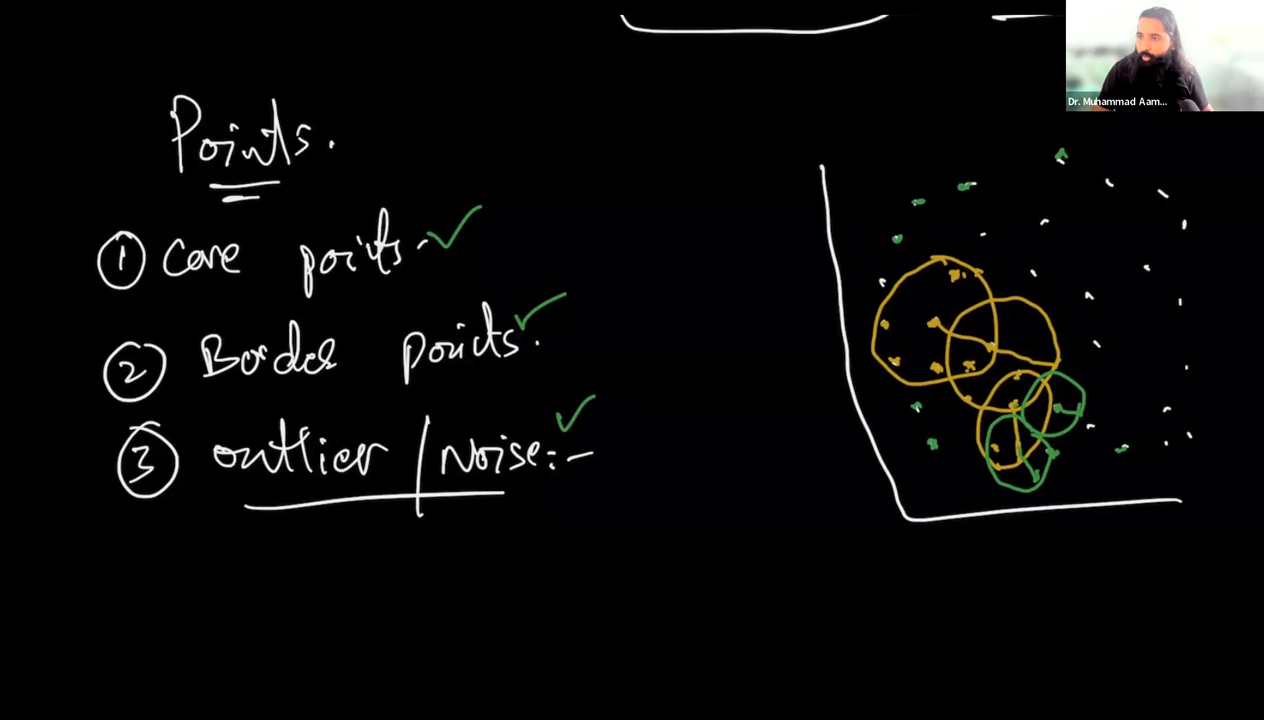 Dr. Muhammad Aam...
Points.
① Core points -
② Border points.
③ outlier / Noise :-